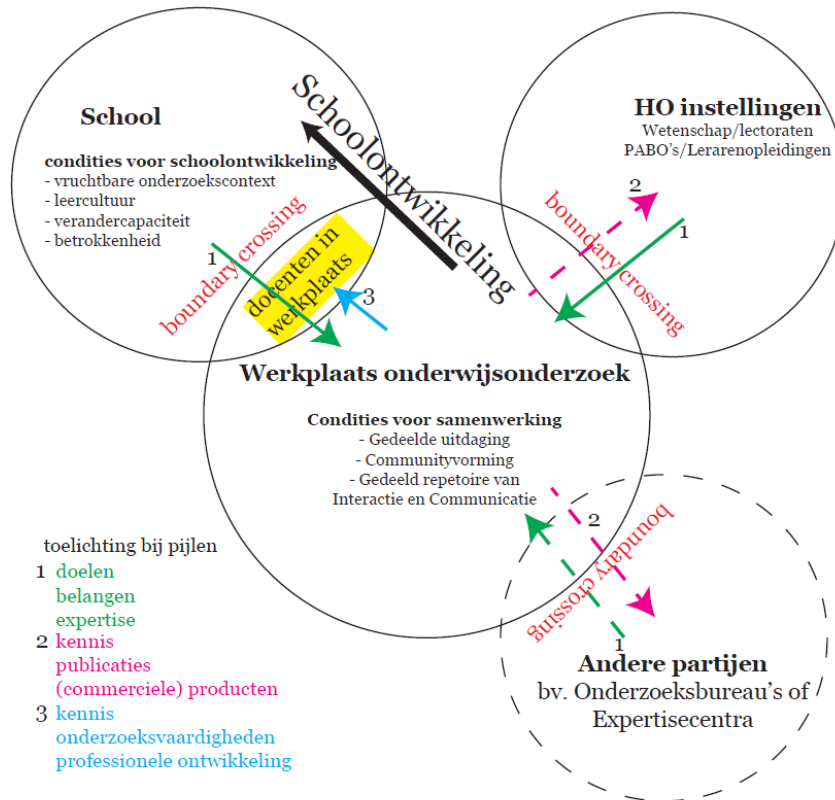 School
condities voor schoolontwikkeling
- vruchtbare onderzoekscontext
- leercultuur
- verandercapaciteit
- betrokkenheid
Schoolontwikkeling
HO instellingen
Wetenschap/lectoraten
PABO's/Lerarenopleidingen
2
1
boundary crossing
1
boundary crossing
docenten in
werkplaats
3
Werkplaats onderwijsonderzoek
Condities voor samenwerking
- Gedeelde uitdaging
- Communityvorming
- Gedeeld repetoire van
Interactie en Communicatie
2
boundary crossing
1
Andere partijen
bv. Onderzoeksbureau's of
Expertisecentra
toelichting bij pijlen
1 doelen
belangen
expertise
2 kennis
publicaties
(commerciele) producten
3 kennis
onderzoeksvaardigheden
professionele ontwikkeling